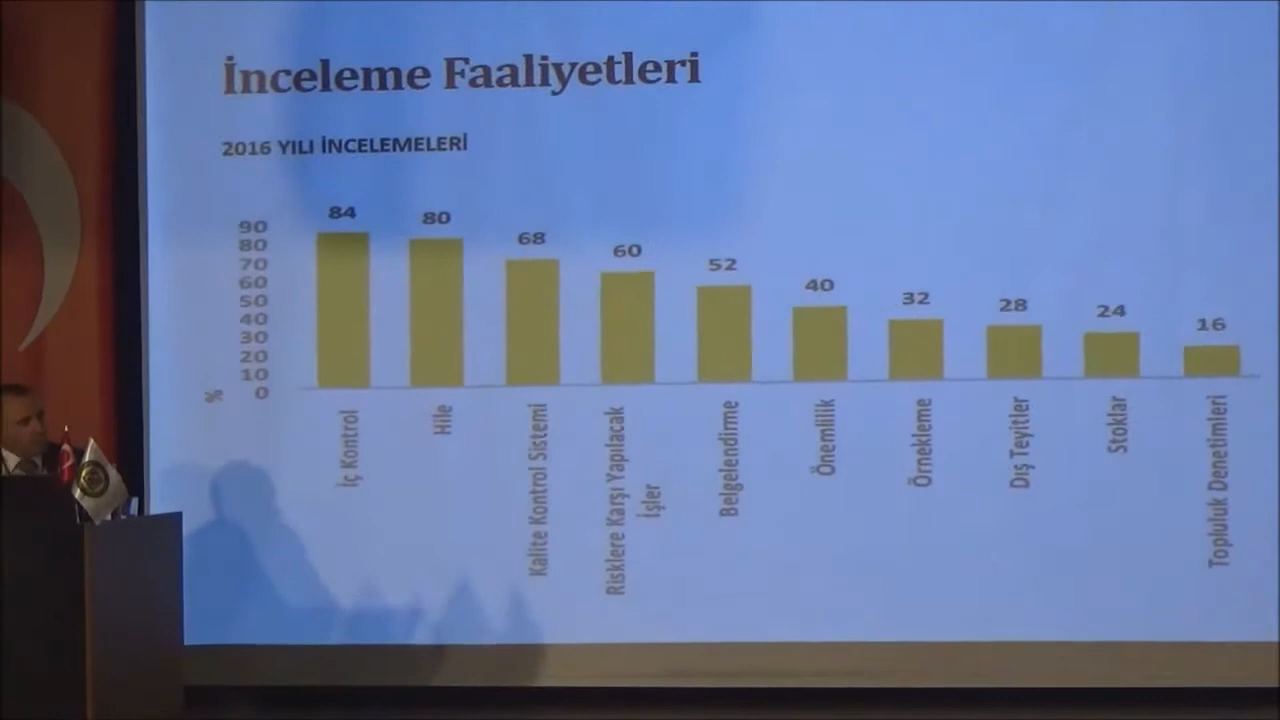 İnceleme Faaliyetleri
2016 YILI İNCELEMELERİ
90
80
70
60
50
40
30
20
10
0
%
84
80
68
60
52
40
32
28
24
16
İç Kontrol
Hile
Kalite Kontrol Sistemi
Risklere Karşı Yapılacak
İşler
Belgelendirme
Önemlilik
Örnekleme
Dış Teyitler
Stoklar
Topluluk Denetimleri